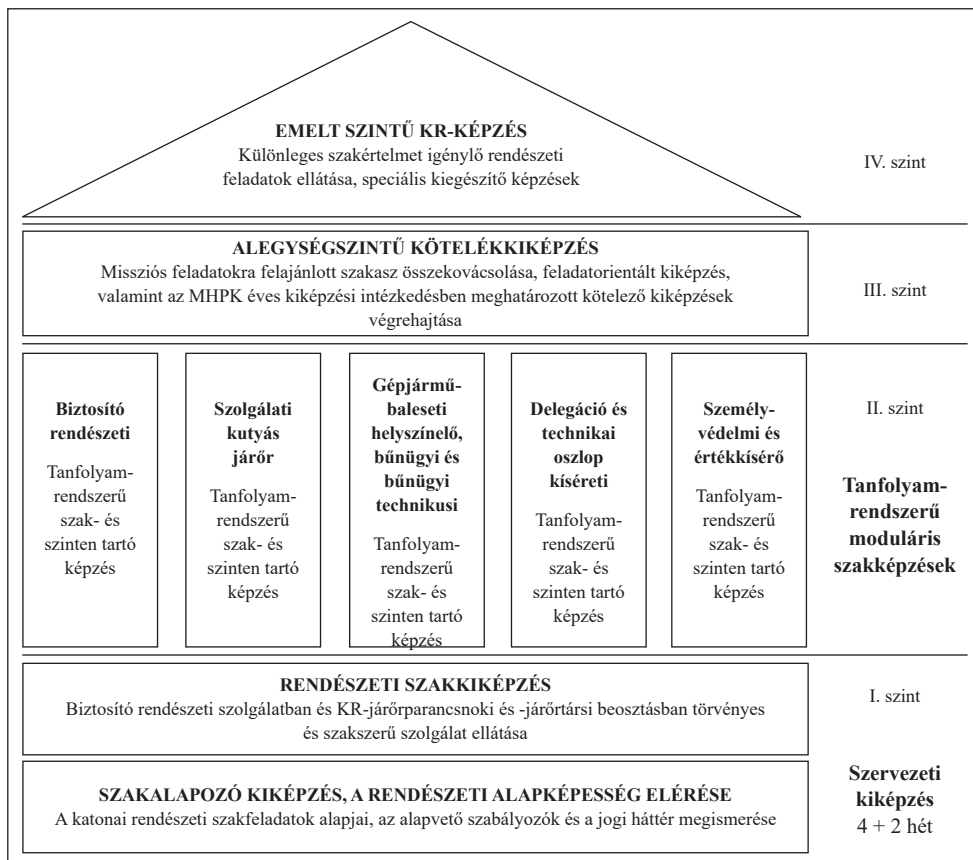 EMELT SZINTŰ KR-KÉPZÉS
Különleges szakértelmet igénylő rendészeti
feladatok ellátása, speciális kiegészítő képzések
IV. szint
ALEGYSÉGSZINTŰ KÖTELÉKKIKÉPZÉS
Missziós feladatokra felajánlott szakasz összekovácsolása, feladatorientált kiképzés,
valamint az MHPK éves kiképzési intézkedésben meghatározott kötelező kiképzések
végrehajtása
III. szint
Biztosító
rendészeti
Tanfolyam-
rendszerű
szak- és
szinten tartó
képzés
Szolgálati
kutyás
járőr
Tanfolyam-
rendszerű
szak- és
szinten tartó
képzés
Gépjármű-
baleseti
helyszínelő,
bűnügyi és
bűnügyi
technikusi
Tanfolyam-
rendszerű
szak- és
szinten tartó
képzés
Delegáció és
technikai
oszlop
kíséreti
Tanfolyam-
rendszerű
szak- és
szinten tartó
képzés
Személy-
védelmi és
értékkísérő
Tanfolyam-
rendszerű
szak- és
szinten tartó
képzés
II. szint
Tanfolyam-
rendszerű
moduláris
szakképzések
RENDÉSZETI SZAKKIKÉPZÉS
Biztosító rendészeti szolgálatban és KR-járőrparancsnoki és -járőrtársi beosztásban törvényes
és szakszerű szolgálat ellátása
I. szint
SZAKALAPOZÓ KIKÉPZÉS, A RENDÉSZETI ALAPKÉPESSÉG ELÉRÉSE
A katonai rendészeti szakfeladatok alapjai, az alapvető szabályozók és a jogi háttér megismerése
Szervezeti
kiképzés
4 + 2 hét